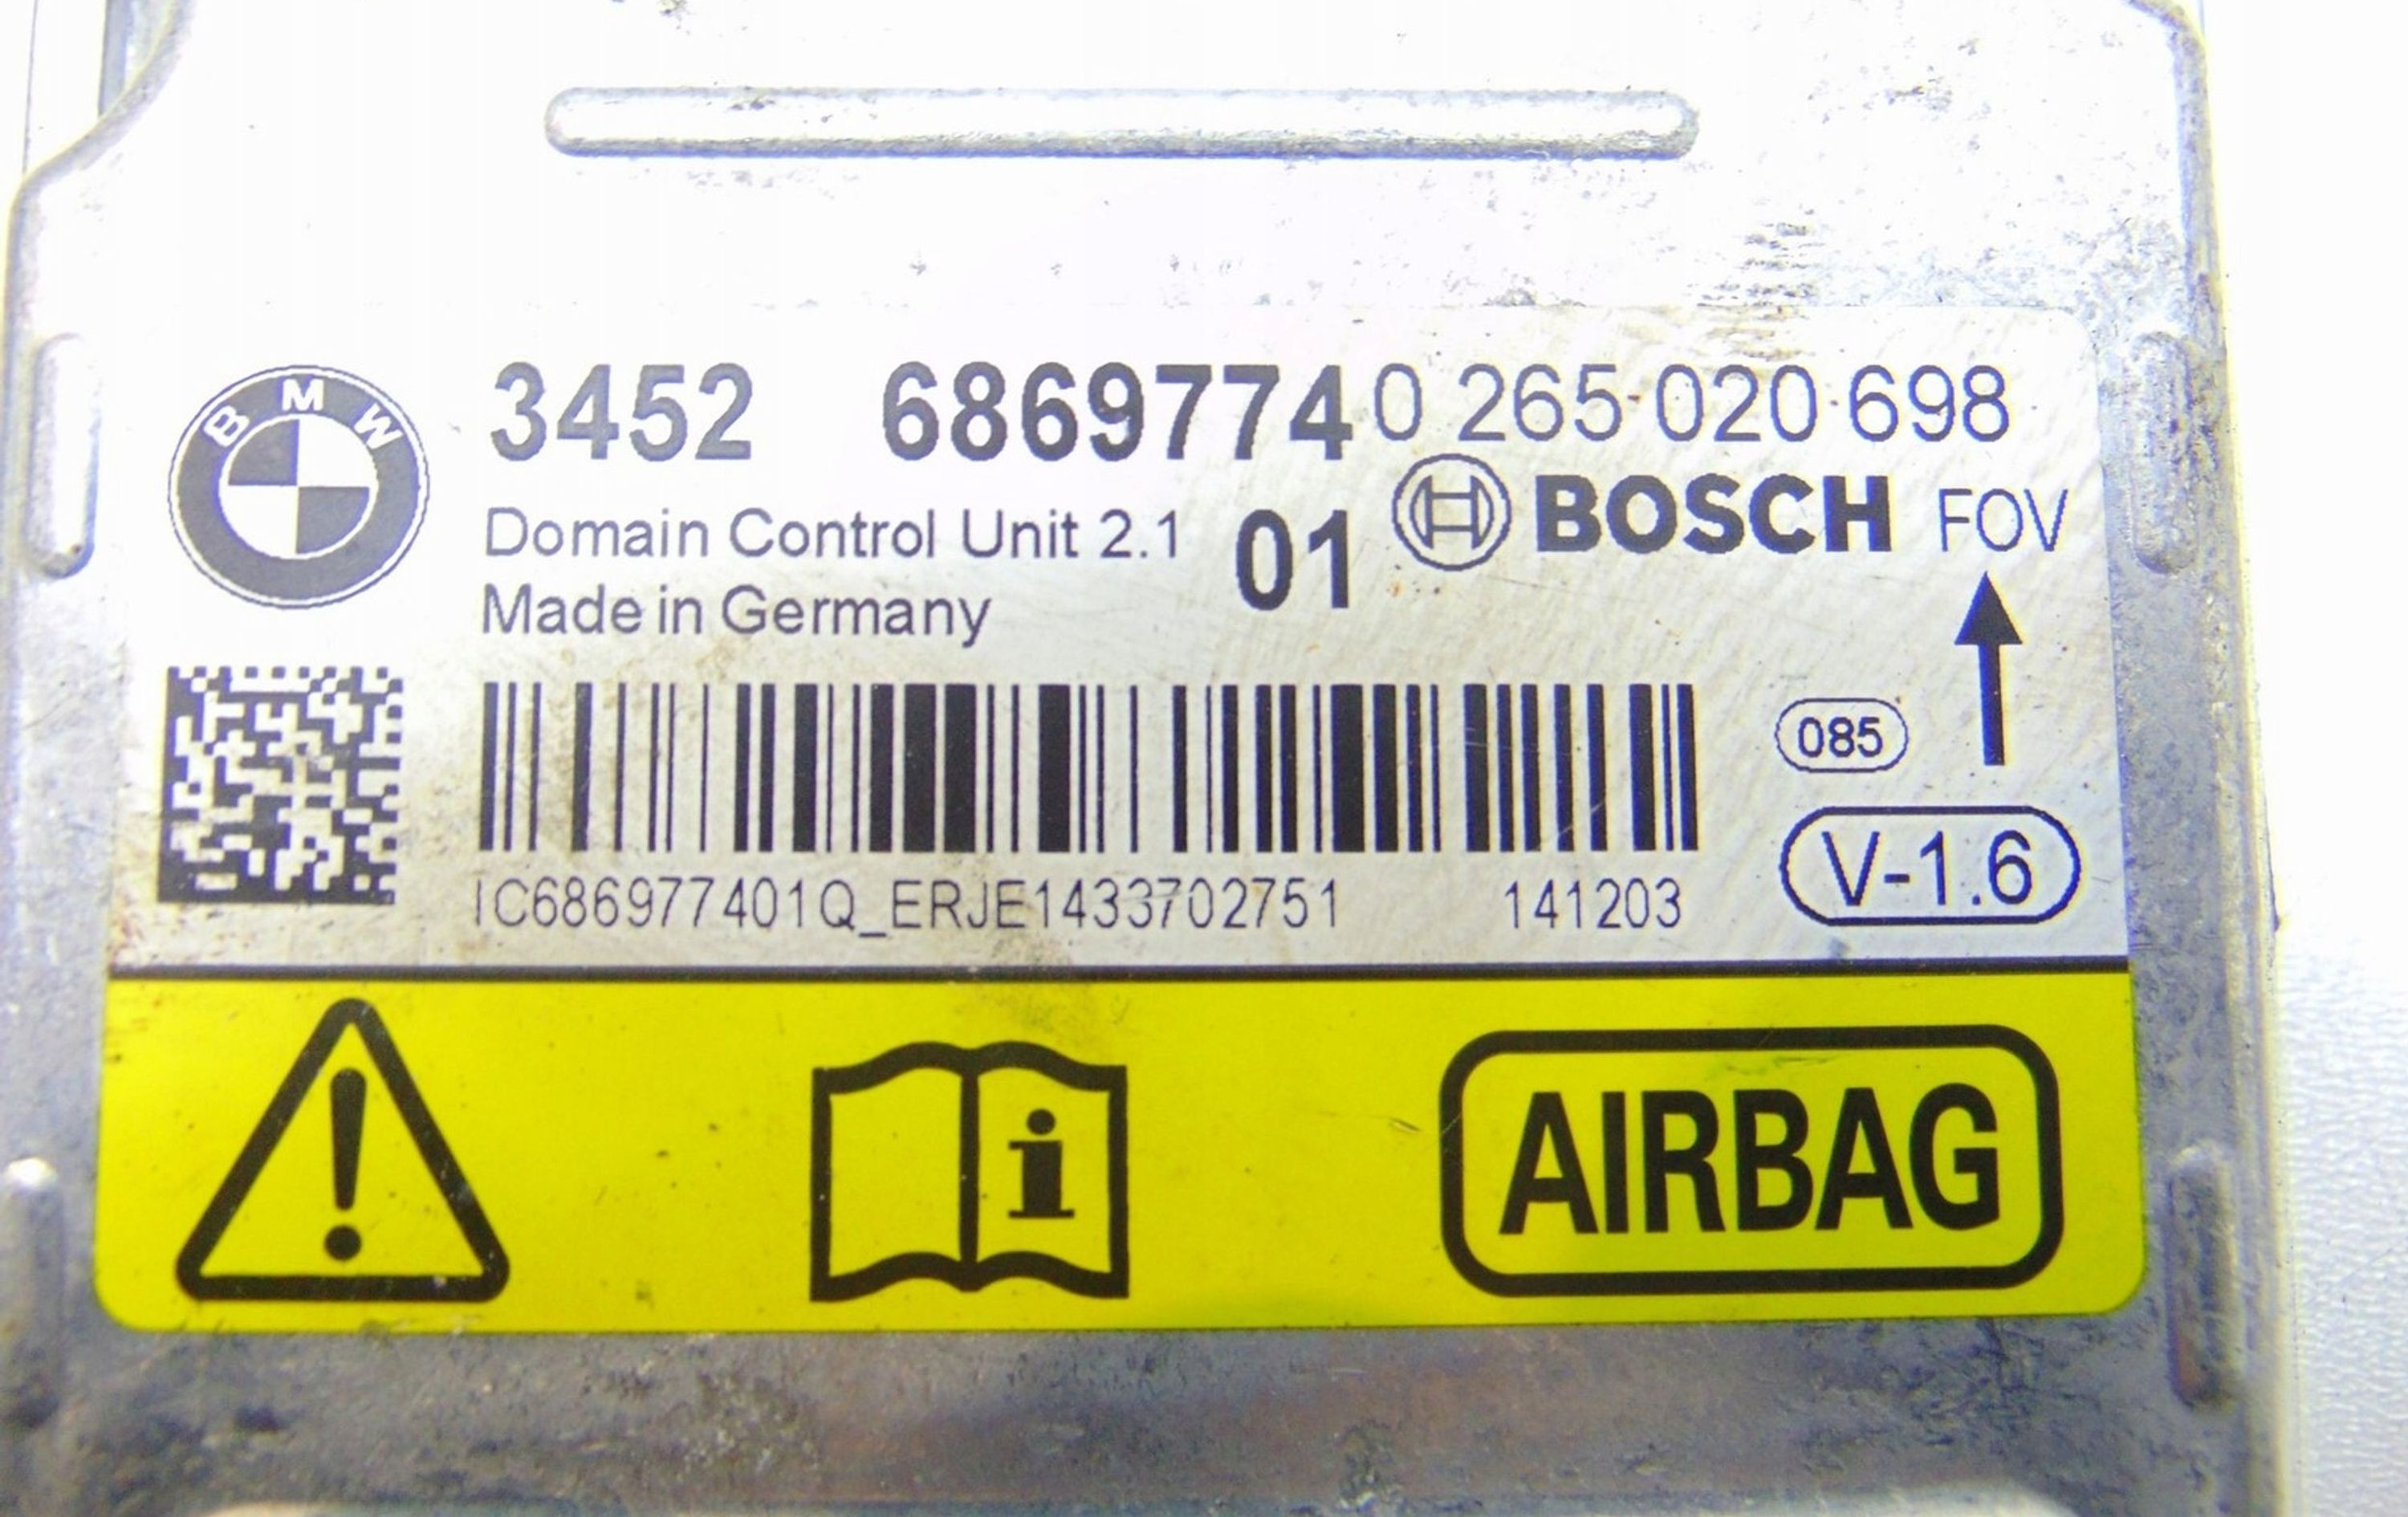 BMW
3452 6869774 0 265 020 698
Domain Control Unit 2.1 01 BOSCH FOV
Made in Germany
085
V-1.6
IC686977401Q_ERJE1433702751 141203
i
AIRBAG